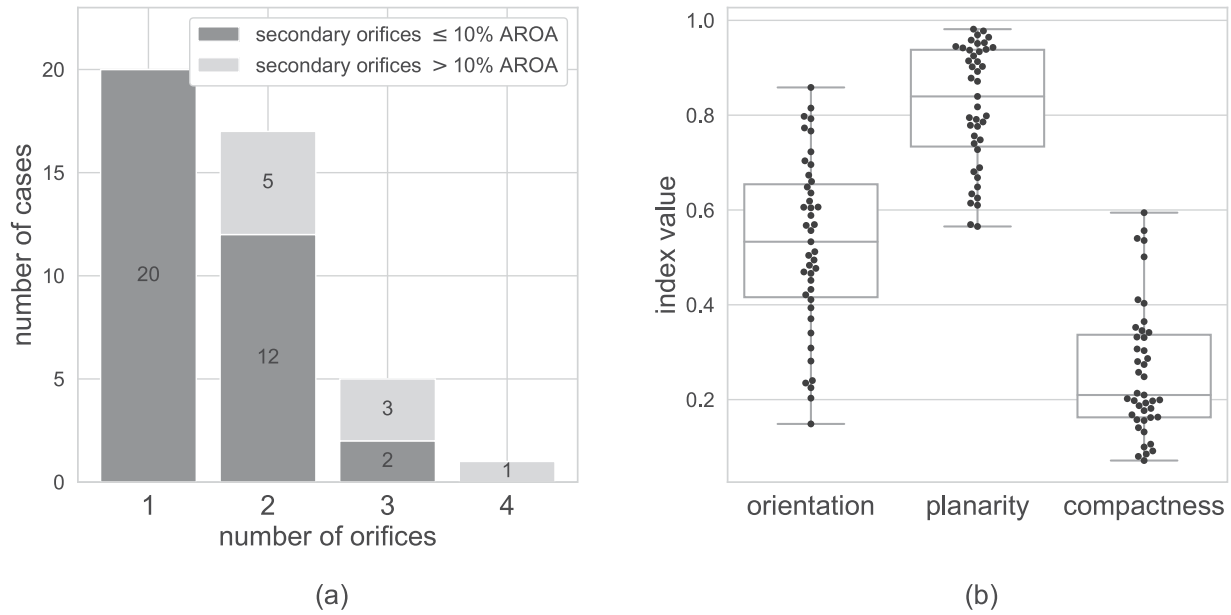 secondary orifices ≤ 10% AROA
secondary orifices > 10% AROA
number of cases
20
15
10
5
0
20
5
12
3
2
1
1 2 3 4
number of orifices
(a)
index value
1.0
0.8
0.6
0.4
0.2
orientation planarity compactness
(b)